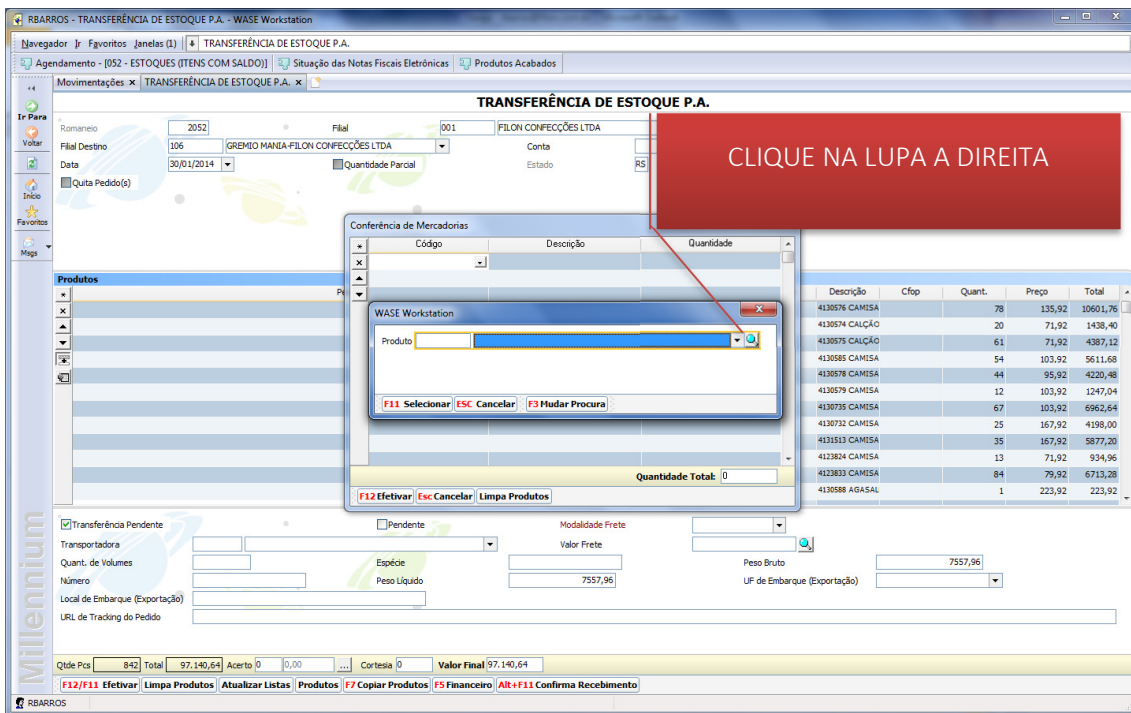 RBARROS - TRANSFERÊNCIA DE ESTOQUE P.A. - WASE Workstation
Navegador Ir Favoritos Janelas (1) TRANSFERÊNCIA DE ESTOQUE P.A.
Agendamento - [052 - ESTOQUES (ITENS COM SALDO)] Situação das Notas Fiscais Eletrônicas Produtos Acabados
Movimentações x TRANSFERÊNCIA DE ESTOQUE P.A. x
TRANSFERÊNCIA DE ESTOQUE P.A.
Ir Para
Voltar
Início
Favoritos
Msgs
Romaneio 2052 Filial 001 FILON CONFECÇÕES LTDA
Filial Destino 106 GREMIO MANIA-FILON CONFECÇÕES LTDA Conta
Data 30/01/2014 Quantidade Parcial Estado RS
Quita Pedido(s)
CLIQUE NA LUPA A DIREITA
Conferência de Mercadorias
Código Descrição Quantidade
WASE Workstation
Produto
F11 Selecionar ESC Cancelar F3 Mudar Procura
Quantidade Total: 0
F12 Efetivar Esc Cancelar Limpa Produtos
Produtos
Descrição Cfop Quant. Preço Total
4130576 CAMISA 78 135,92 10601,76
4130574 CALÇÃO 20 71,92 1438,40
4130575 CALÇÃO 61 71,92 4387,12
4130585 CAMISA 54 103,92 5611,68
4130578 CAMISA 44 95,92 4220,48
4130579 CAMISA 12 103,92 1247,04
4130735 CAMISA 67 103,92 6962,64
4130732 CAMISA 25 167,92 4198,00
4131513 CAMISA 35 167,92 5877,20
4123824 CAMISA 13 71,92 934,96
4123833 CAMISA 84 79,92 6713,28
4130588 AGASAL 1 223,92 223,92
Transferência Pendente Pendente Modalidade Frete
Transportadora Valor Frete
Quant. de Volumes Espécie Peso Bruto 7557,96
Número Peso Líquido 7557,96 UF de Embarque (Exportação)
Local de Embarque (Exportação)
URL de Tracking do Pedido
Millennium
Qtde Pcs 842 Total 97.140,64 Acerto 0 0,00 ... Cortesia 0 Valor Final 97.140,64
F12/F11 Efetivar Limpa Produtos Atualizar Listas Produtos F7 Copiar Produtos F5 Financeiro Alt+F11 Confirma Recebimento
RBARROS